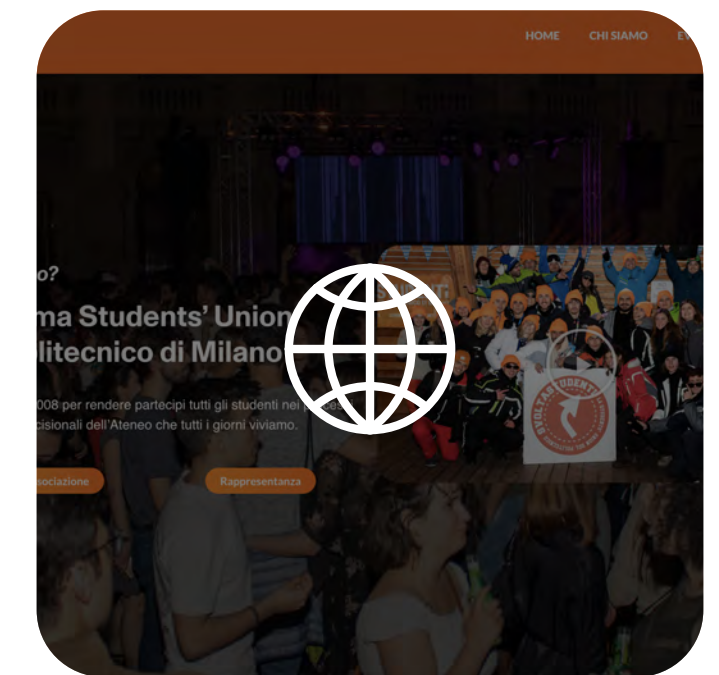 HOME CHI SIAMO
o?
ma Students' Union
litecnico di Milano
008 per rendere partecipi tutti gli studenti nei
cisionali dell'Ateneo che tutti i giorni viviamo.
sociazione Rappresentanza
SVOLTASTUDENTI